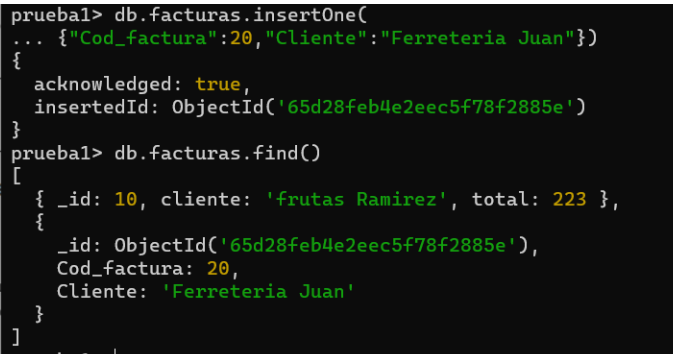 prueba1> db.facturas.insertOne(
... {"Cod_factura":20,"Cliente":"Ferreteria Juan"})
{
  acknowledged: true,
  insertedId: ObjectId('65d28feb4e2eec5f78f2885e')
}
prueba1> db.facturas.find()
[
  { _id: 10, cliente: 'frutas Ramirez', total: 223 },
  {
    _id: ObjectId('65d28feb4e2eec5f78f2885e'),
    Cod_factura: 20,
    Cliente: 'Ferreteria Juan'
  }
]